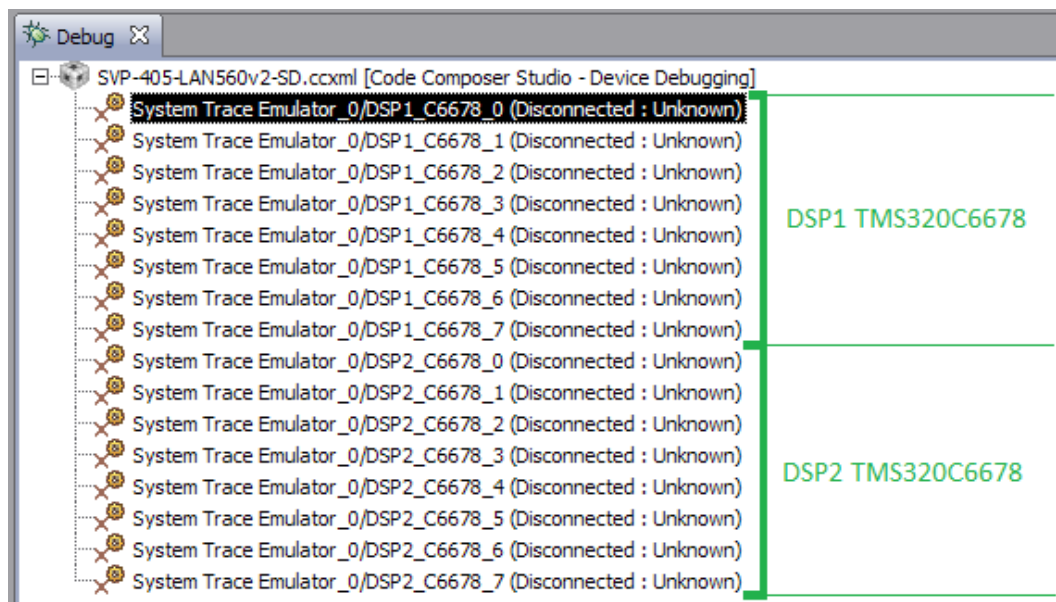 Debug
SVP-405-LAN560v2-SD.ccxml [Code Composer Studio - Device Debugging]
System Trace Emulator_0/DSP1_C6678_0 (Disconnected : Unknown)
System Trace Emulator_0/DSP1_C6678_1 (Disconnected : Unknown)
System Trace Emulator_0/DSP1_C6678_2 (Disconnected : Unknown)
System Trace Emulator_0/DSP1_C6678_3 (Disconnected : Unknown)
DSP1 TMS320C6678
System Trace Emulator_0/DSP1_C6678_4 (Disconnected : Unknown)
System Trace Emulator_0/DSP1_C6678_5 (Disconnected : Unknown)
System Trace Emulator_0/DSP1_C6678_6 (Disconnected : Unknown)
System Trace Emulator_0/DSP1_C6678_7 (Disconnected : Unknown)
System Trace Emulator_0/DSP2_C6678_0 (Disconnected : Unknown)
System Trace Emulator_0/DSP2_C6678_1 (Disconnected : Unknown)
System Trace Emulator_0/DSP2_C6678_2 (Disconnected : Unknown)
System Trace Emulator_0/DSP2_C6678_3 (Disconnected : Unknown)
DSP2 TMS320C6678
System Trace Emulator_0/DSP2_C6678_4 (Disconnected : Unknown)
System Trace Emulator_0/DSP2_C6678_5 (Disconnected : Unknown)
System Trace Emulator_0/DSP2_C6678_6 (Disconnected : Unknown)
System Trace Emulator_0/DSP2_C6678_7 (Disconnected : Unknown)